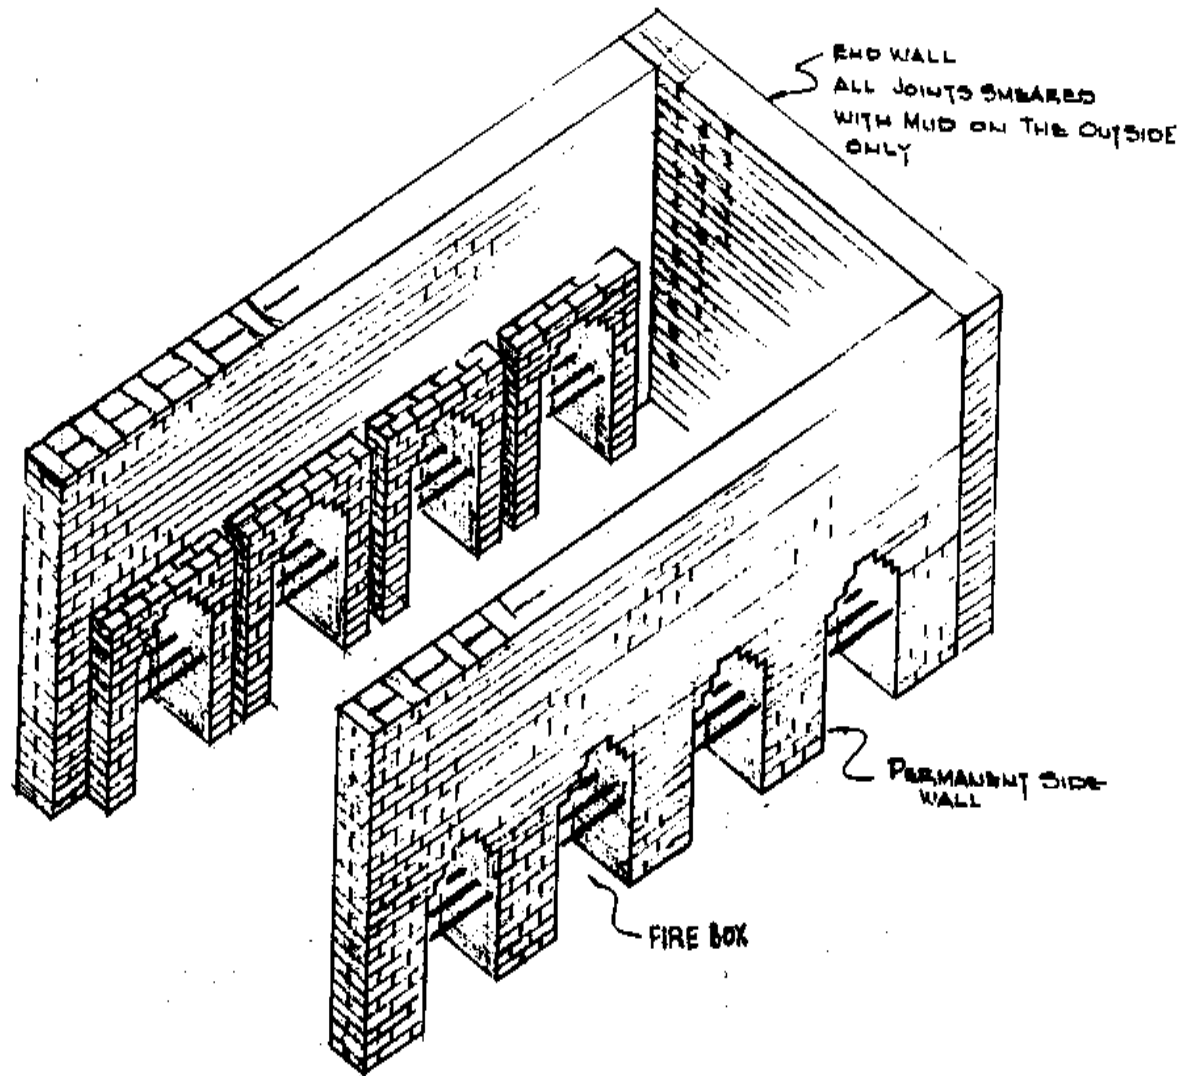 END WALL
ALL JOINTS SMEARED
WITH MUD ON THE OUTSIDE
ONLY
PERMANENT SIDE
WALL
FIRE BOX